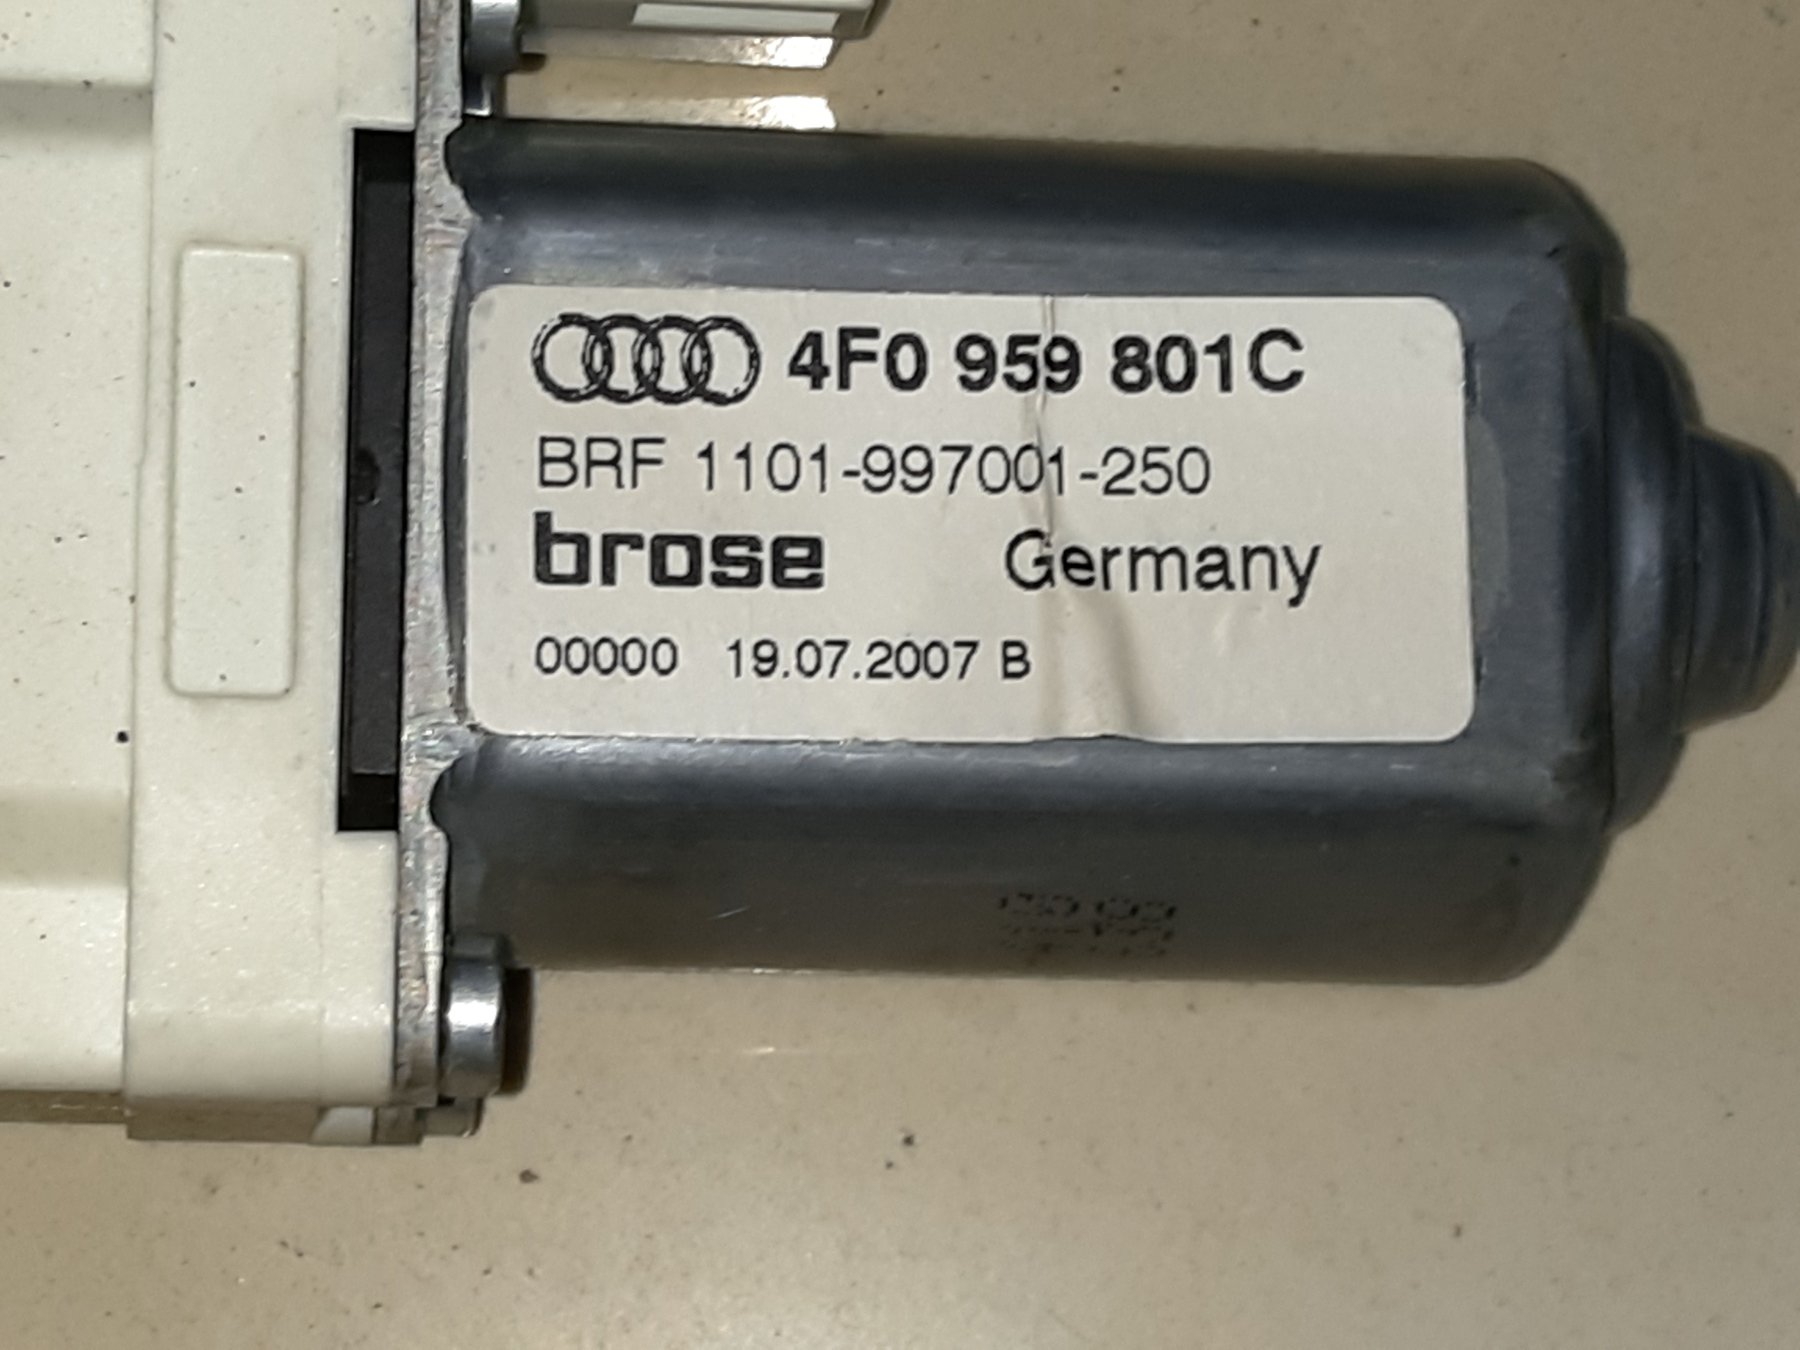 4F0 959 801C
BRF 1101-997001-250
brose Germany
00000 19.07.2007 B